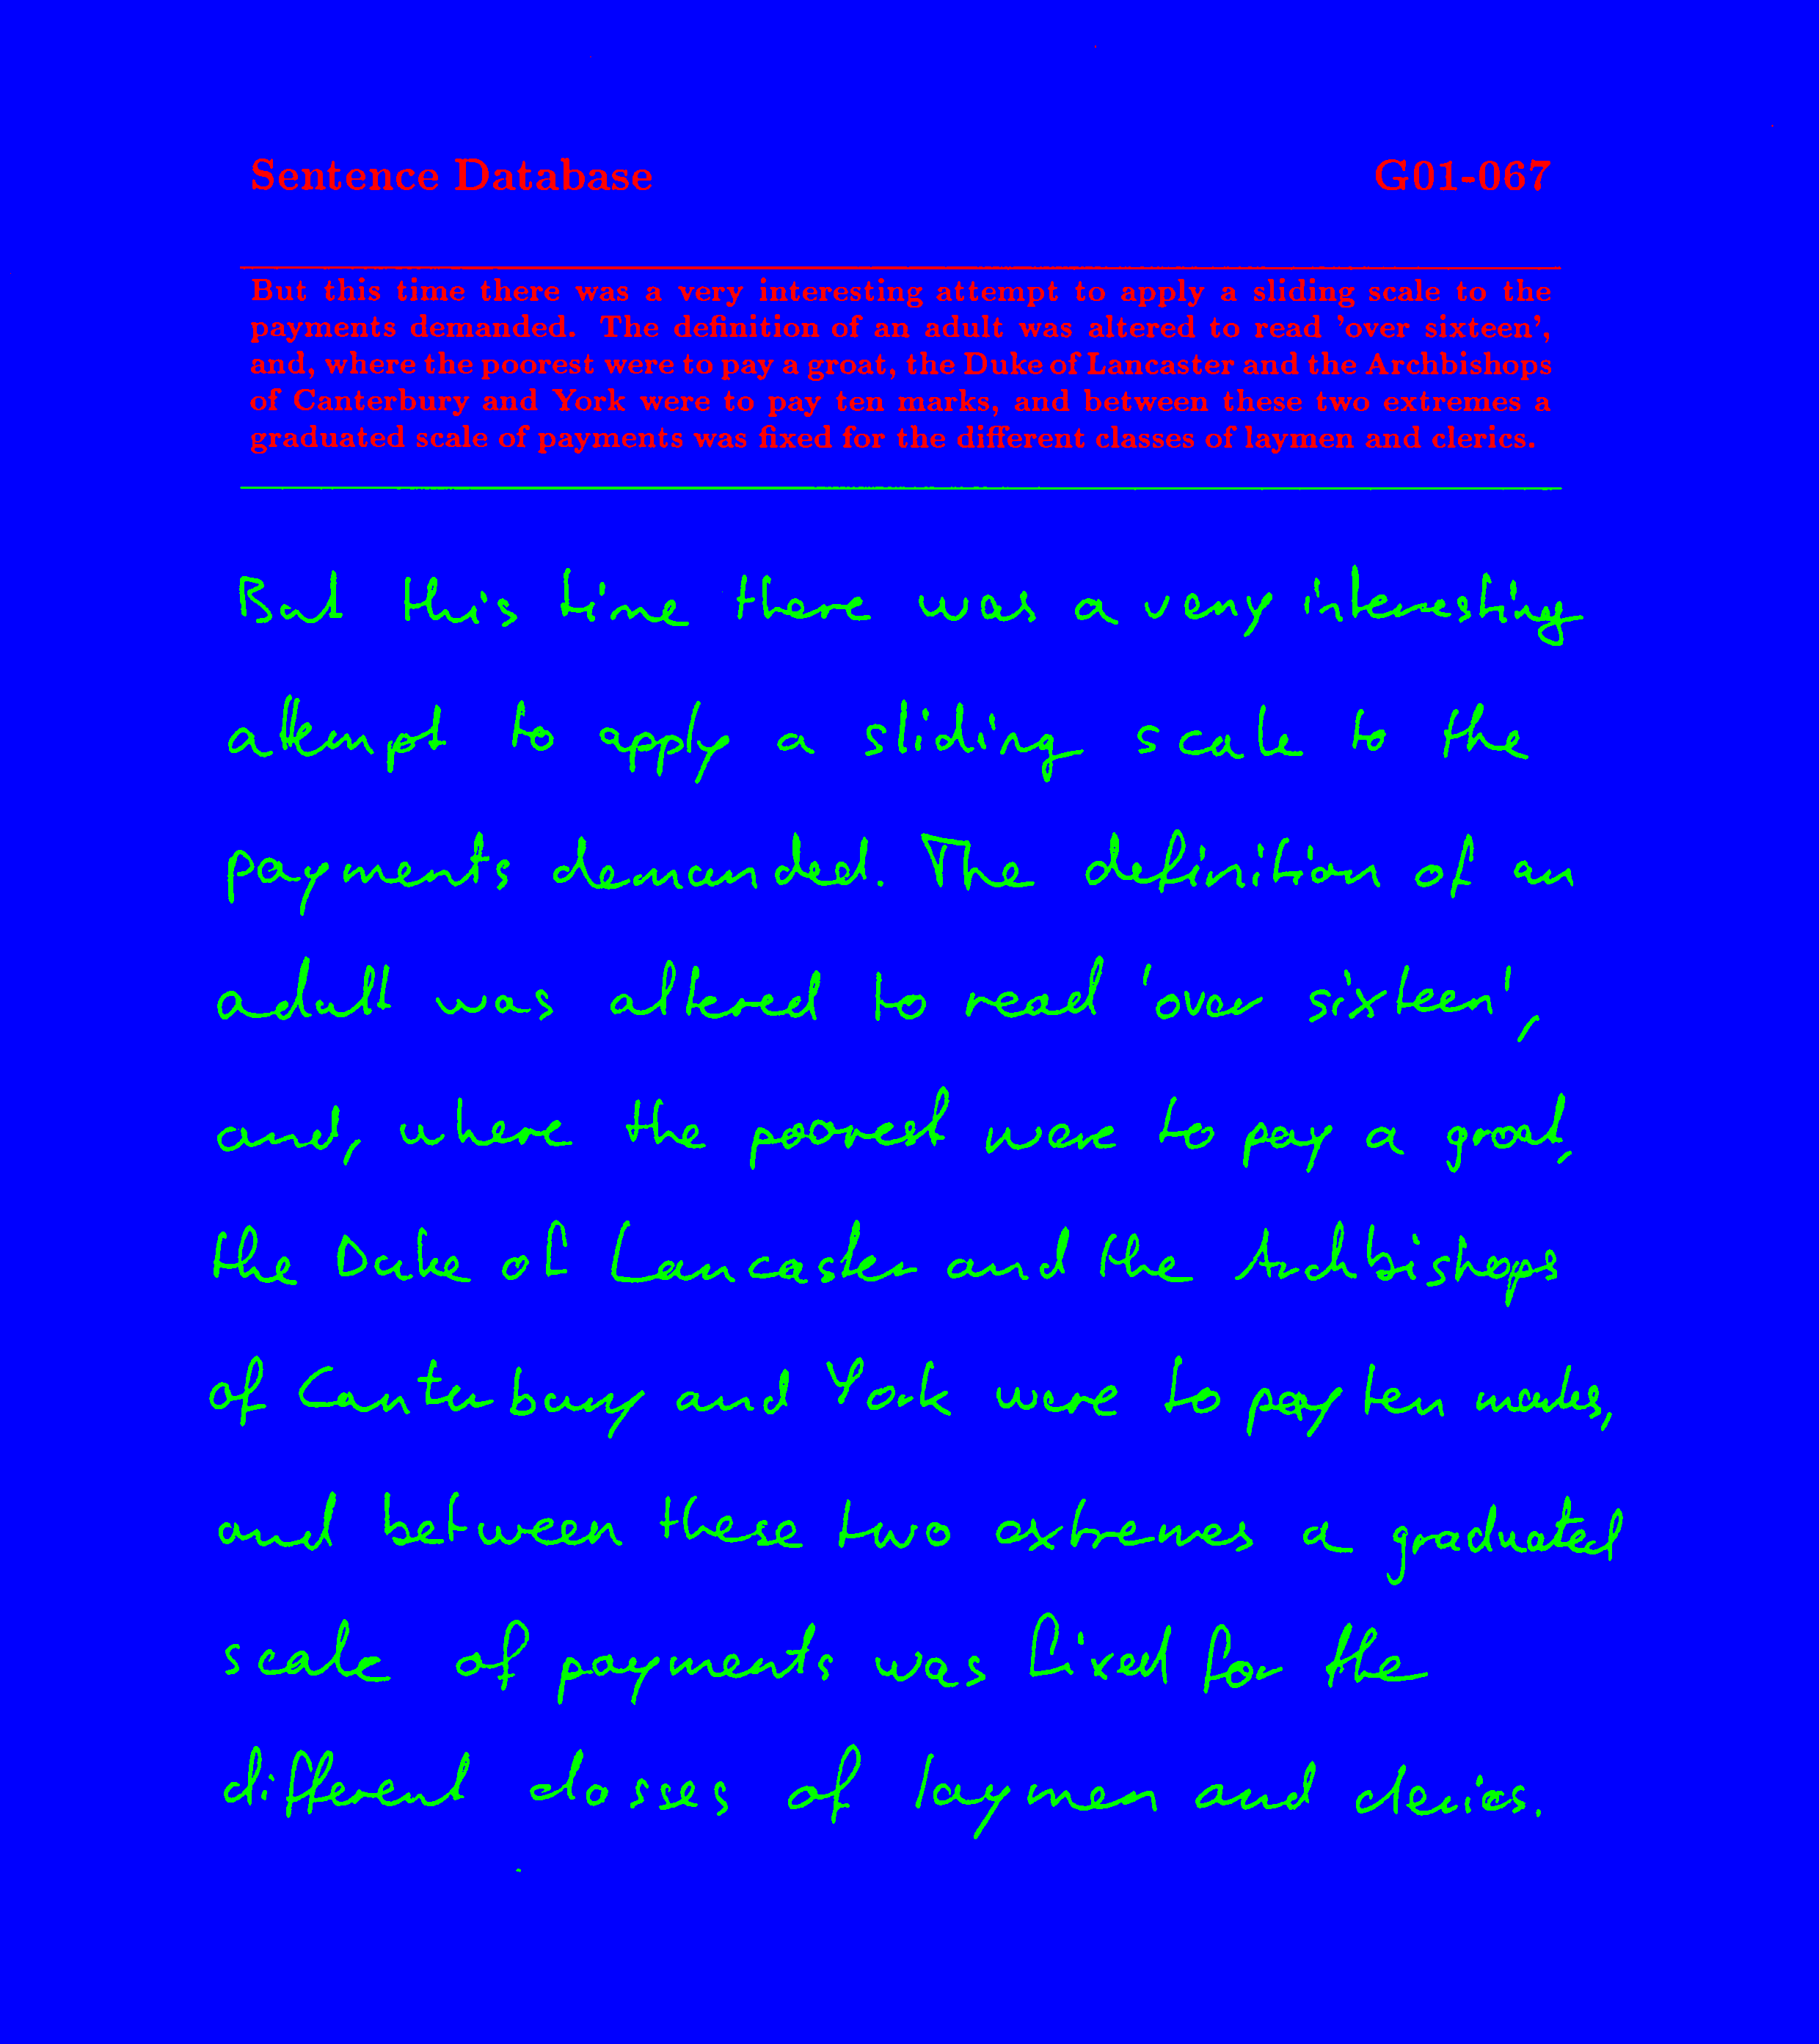 Sentence Database G01-067
But this time there was a very interesting attempt to apply a sliding scale to the
payments demanded. The definition of an adult was altered to read 'over sixteen',
and, where the poorest were to pay a groat, the Duke of Lancaster and the Archbishops
of Canterbury and York were to pay ten marks, and between these two extremes a
graduated scale of payments was fixed for the different classes of laymen and clerics.
But this time there was a very interesting
attempt to apply a sliding scale to the
payments demanded. The definition of an
adult was altered to read 'over sixteen',
and, where the poorest were to pay a groat,
the Duke of Lancaster and the Archbishops
of Canterbury and York were to pay ten marks,
and between these two extremes a graduated
scale of payments was fixed for the
different classes of laymen and clerics.